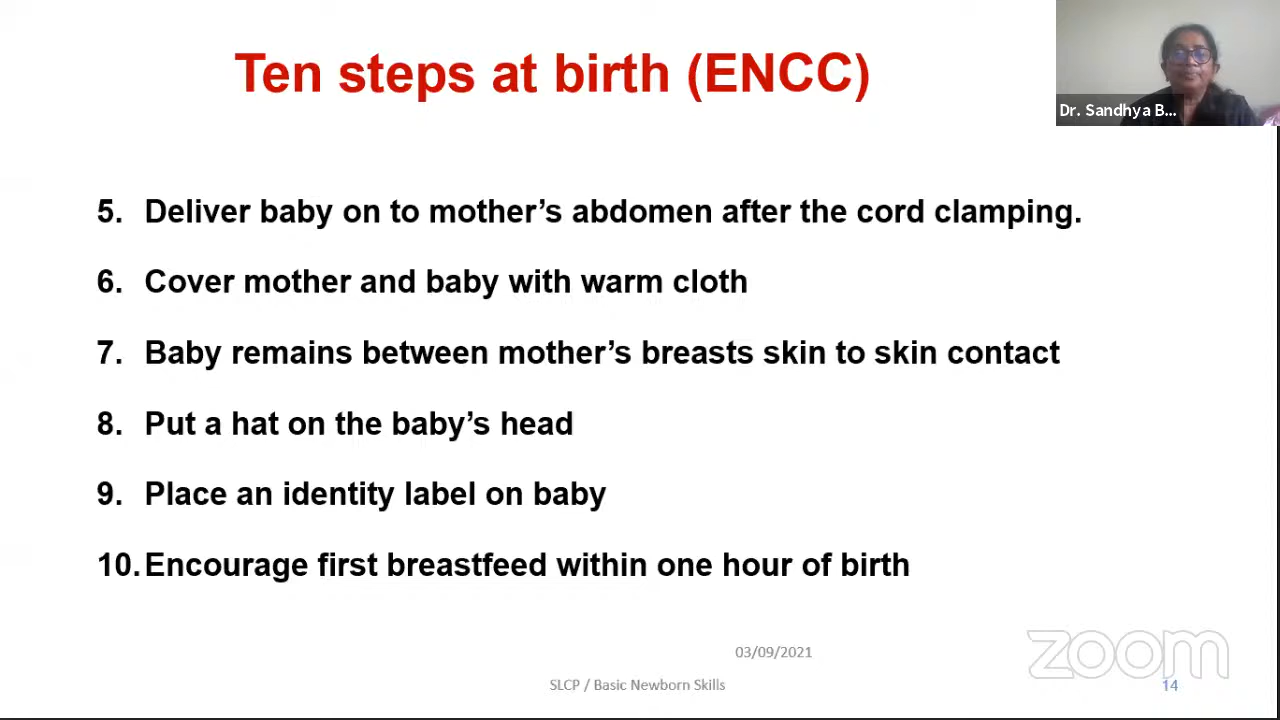 Ten steps at birth (ENCC)
Dr. Sandhya B...
5. Deliver baby on to mother’s abdomen after the cord clamping.
6. Cover mother and baby with warm cloth
7. Baby remains between mother’s breasts skin to skin contact
8. Put a hat on the baby’s head
9. Place an identity label on baby
10. Encourage first breastfeed within one hour of birth
03/09/2021
zoom
SLCP / Basic Newborn Skills
14